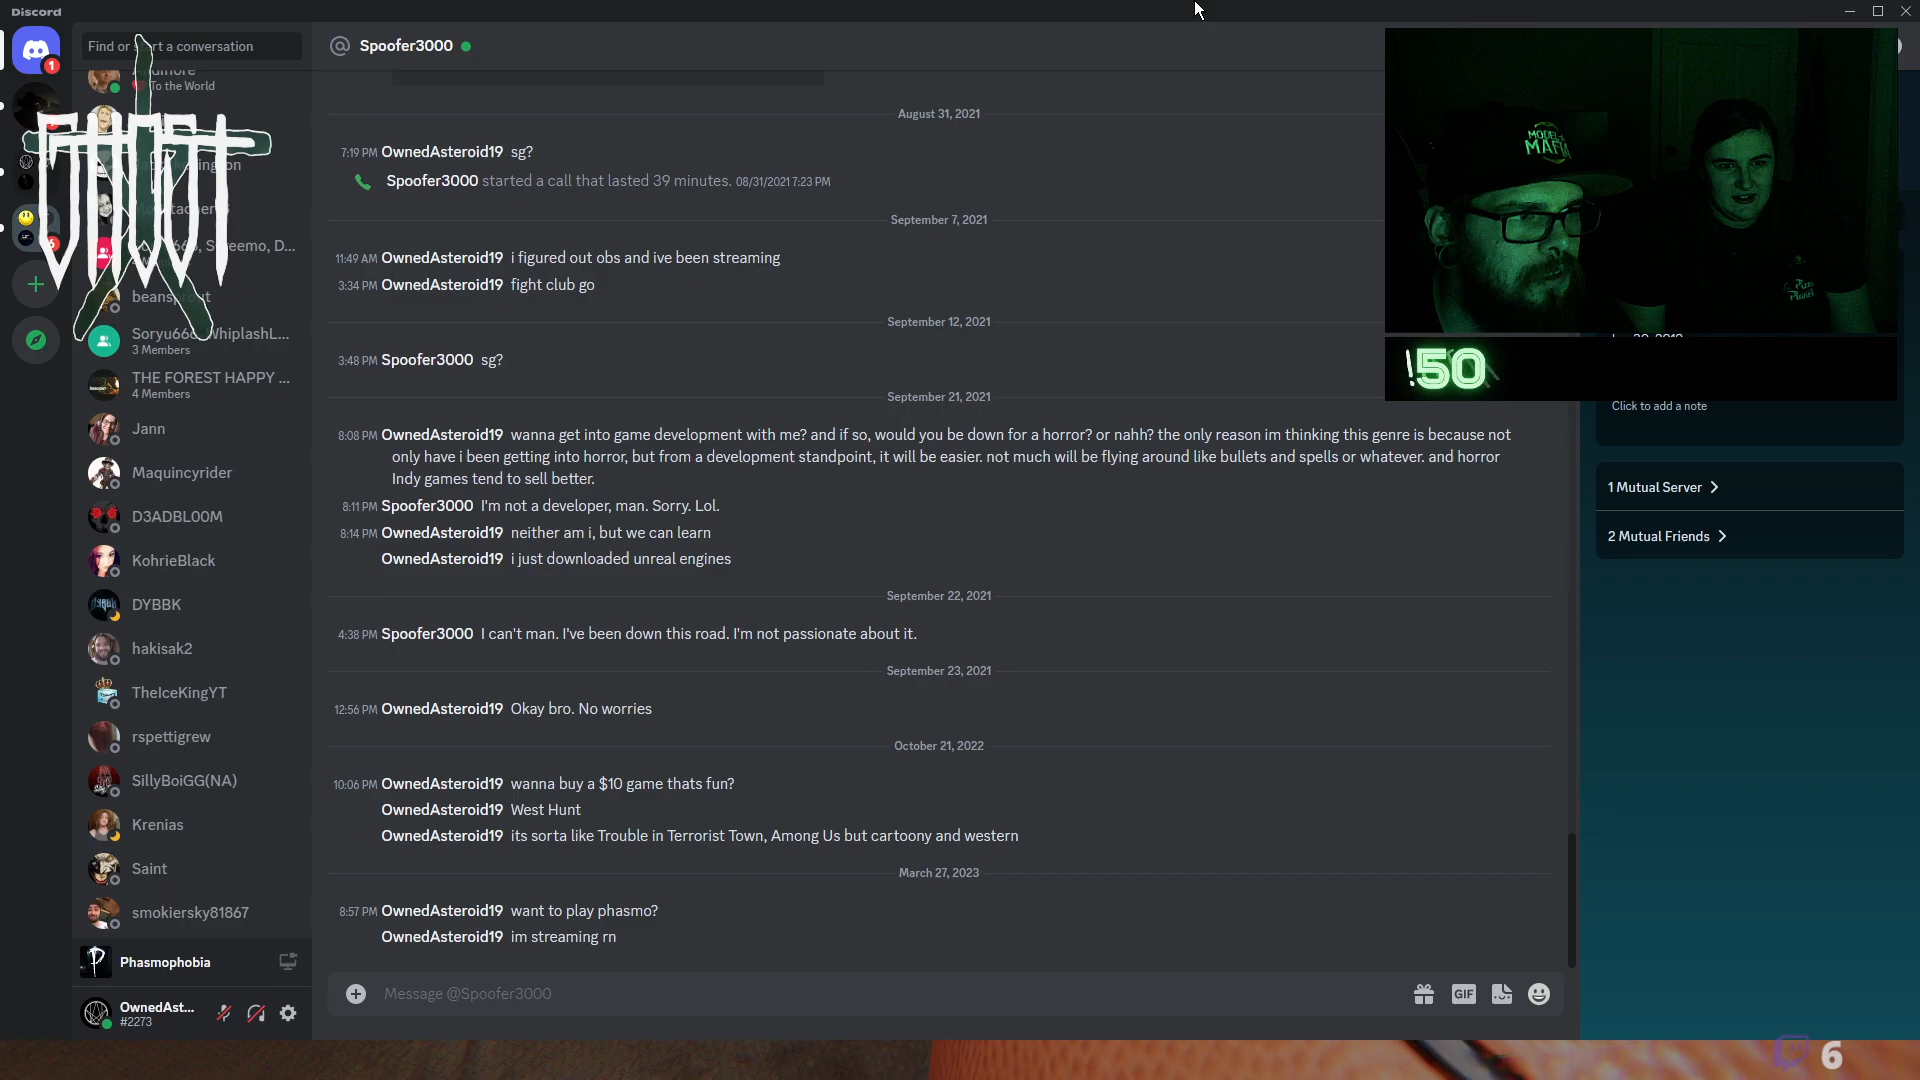 Discord
Find or start a conversation
Spoofer3000
To the World
beansprout
Soryu666, WhiplashL...
3 Members
THE FOREST HAPPY ...
4 Members
Jann
Maquincyrider
D3ADBL00M
KohrieBlack
DYBBK
hakisak2
TheIceKingYT
rspettigrew
SillyBoiGG(NA)
Krenias
Saint
smokiersky81867
Phasmophobia
OwnedAst...
#2273
August 31, 2021
7:19 PM OwnedAsteroid19 sg?
Spoofer3000 started a call that lasted 39 minutes. 08/31/2021 7:23 PM
September 7, 2021
11:49 AM OwnedAsteroid19 i figured out obs and ive been streaming
3:34 PM OwnedAsteroid19 fight club go
September 12, 2021
3:48 PM Spoofer3000 sg?
September 21, 2021
8:08 PM OwnedAsteroid19 wanna get into game development with me? and if so, would you be down for a horror? or nahh? the only reason im thinking this genre is because not
only have i been getting into horror, but from a development standpoint, it will be easier. not much will be flying around like bullets and spells or whatever. and horror
Indy games tend to sell better.
8:11 PM Spoofer3000 I'm not a developer, man. Sorry. Lol.
8:14 PM OwnedAsteroid19 neither am i, but we can learn
OwnedAsteroid19 i just downloaded unreal engines
September 22, 2021
4:38 PM Spoofer3000 I can't man. I've been down this road. I'm not passionate about it.
September 23, 2021
12:56 PM OwnedAsteroid19 Okay bro. No worries
October 21, 2022
10:06 PM OwnedAsteroid19 wanna buy a $10 game thats fun?
OwnedAsteroid19 West Hunt
OwnedAsteroid19 its sorta like Trouble in Terrorist Town, Among Us but cartoony and western
March 27, 2023
8:57 PM OwnedAsteroid19 want to play phasmo?
OwnedAsteroid19 im streaming rn
Message @Spoofer3000
GIF
MAFIA
Pizza
Planet
!50
Click to add a note
1 Mutual Server
2 Mutual Friends
6